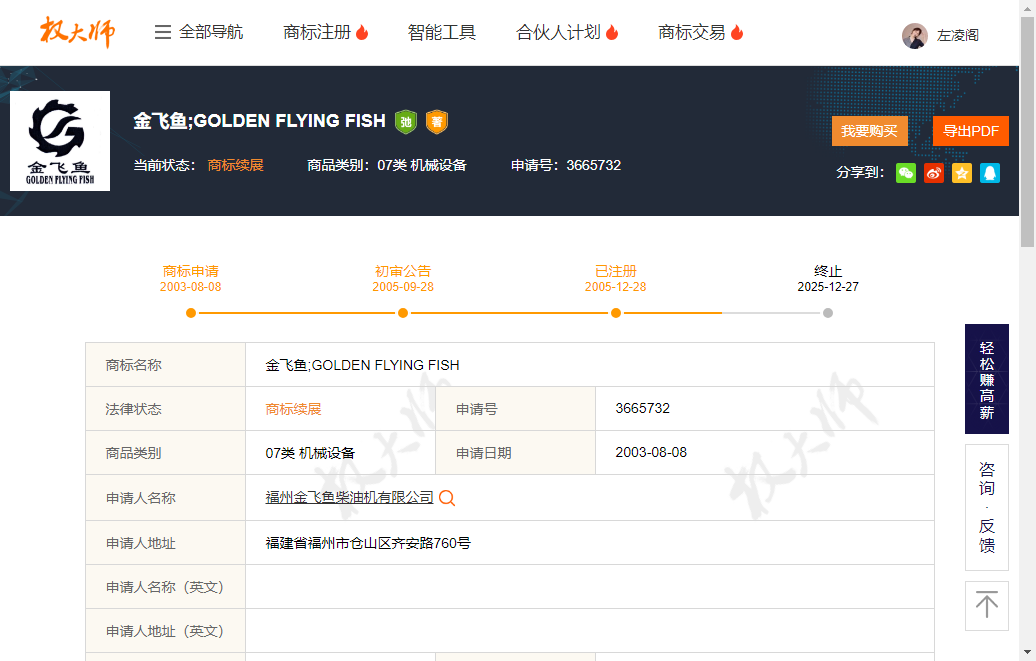 权大师
全部导航
商标注册
智能工具
合伙人计划
商标交易
左凌阁
金飞鱼
GOLDEN FLYING FISH
金飞鱼;GOLDEN FLYING FISH
驰
著
当前状态： 商标续展 商品类别：07类 机械设备 申请号：3665732
我要购买
导出PDF
分享到：
商标申请
2003-08-08
初审公告
2005-09-28
已注册
2005-12-28
终止
2025-12-27
商标名称 金飞鱼;GOLDEN FLYING FISH
法律状态 商标续展 申请号 3665732
商品类别 07类 机械设备 申请日期 2003-08-08
申请人名称 福州金飞鱼柴油机有限公司
申请人地址 福建省福州市仓山区齐安路760号
申请人名称（英文）
申请人地址（英文）
权大师
权大师
轻松赚高薪
咨询·反馈